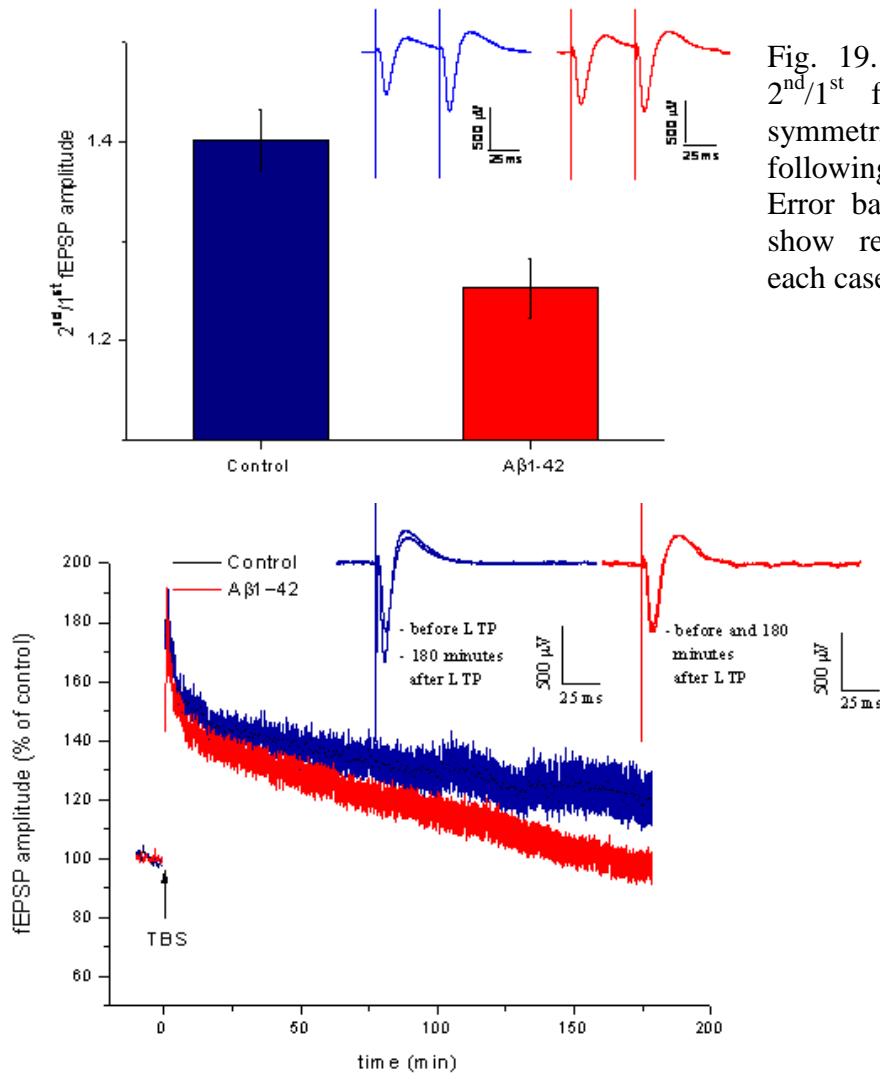 Fig. 19.
2nd/1st f
symmetri
following
Error ba
show re
each case
2nd/1st fEPSP amplitude
1.4
1.2
500 µV
25 ms
500 µV
25 ms
Control
Aβ1-42
fEPSP amplitude (% of control)
200
180
160
140
120
100
80
60
Control
Aβ1-42
- before LTP
- 180 minutes
after LTP
500 µV
25 ms
- before and 180
minutes
after LTP
500 µV
25 ms
TBS
0
50
100
150
200
time (min)